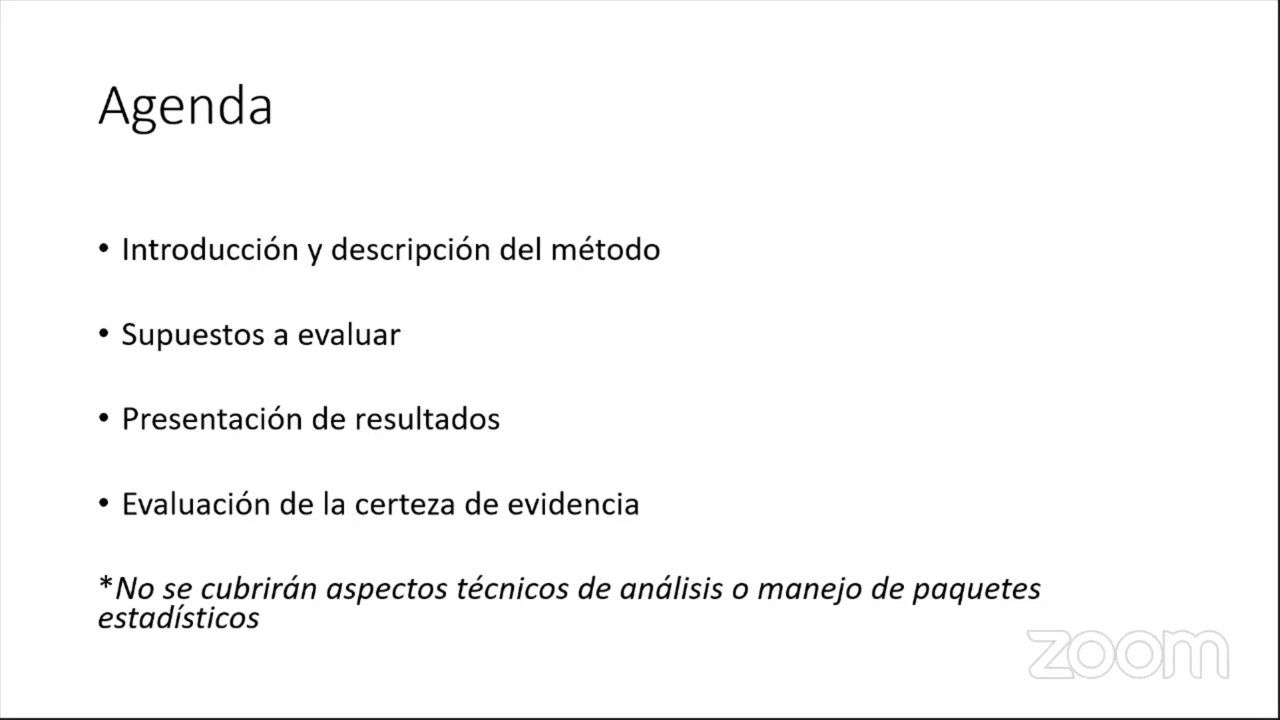 Agenda
• Introducción y descripción del método
• Supuestos a evaluar
• Presentación de resultados
• Evaluación de la certeza de evidencia
*No se cubrirán aspectos técnicos de análisis o manejo de paquetes
estadísticos
zoom